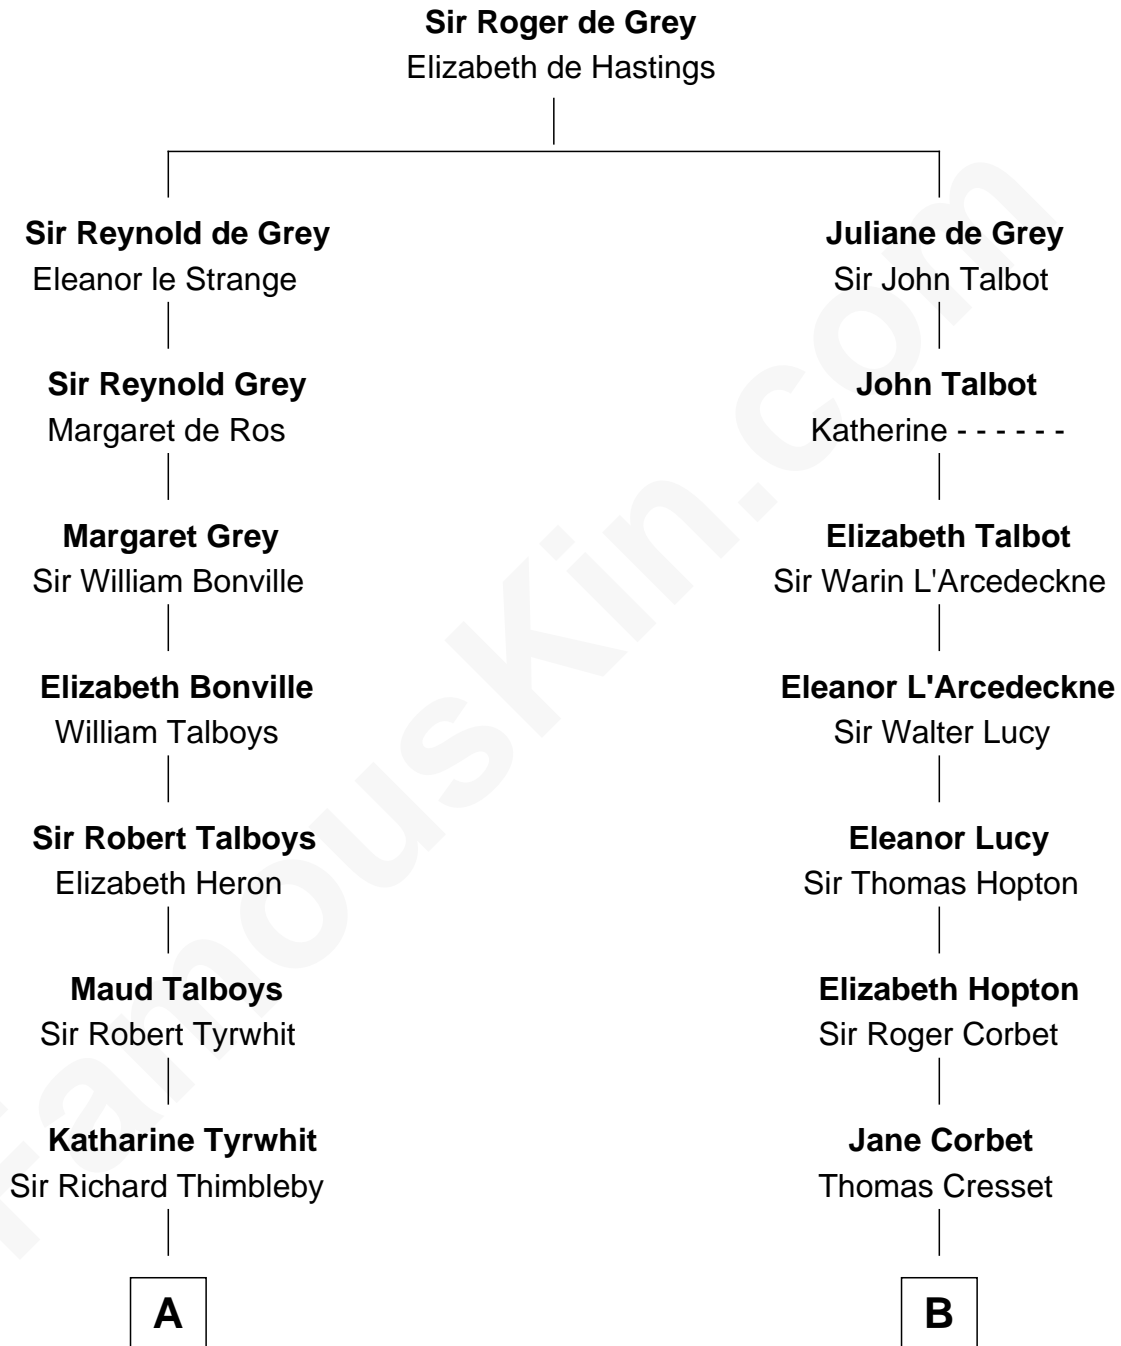 Sir Roger de Grey
Elizabeth de Hastings
Sir Reynold de Grey
Eleanor le Strange
Juliane de Grey
Sir John Talbot
Sir Reynold Grey
Margaret de Ros
John Talbot
Katherine - - - - - -
Margaret Grey
Sir William Bonville
Elizabeth Talbot
Sir Warin L'Arcedeckne
Elizabeth Bonville
William Talboys
Eleanor L'Arcedeckne
Sir Walter Lucy
Sir Robert Talboys
Elizabeth Heron
Eleanor Lucy
Sir Thomas Hopton
Maud Talboys
Sir Robert Tyrwhit
Elizabeth Hopton
Sir Roger Corbet
Katharine Tyrwhit
Sir Richard Thimbleby
Jane Corbet
Thomas Cresset
A
B
FamousKin.com